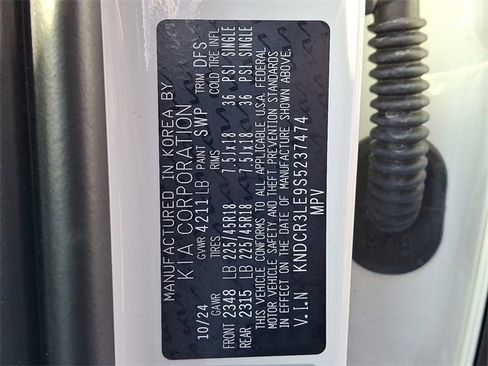 MANUFACTURED IN KOREA BY
KIA CORPORATION
10/24 GVWR 4211 LB PAINT SWP TRIM DFS
GAWR TIRES COLD TIRE INFL
FRONT 2348 LB 225/45R18 7.5Jx18 36 PSI SINGLE
REAR 2315 LB 225/45R18 7.5Jx18 36 PSI SINGLE
THIS VEHICLE CONFORMS TO ALL APPLICABLE U.S.A. FEDERAL
MOTOR VEHICLE SAFETY AND THEFT PREVENTION STANDARDS
IN EFFECT ON THE DATE OF MANUFACTURE SHOWN ABOVE.
V.I.N KNDCR3LE9S5237474
MPV